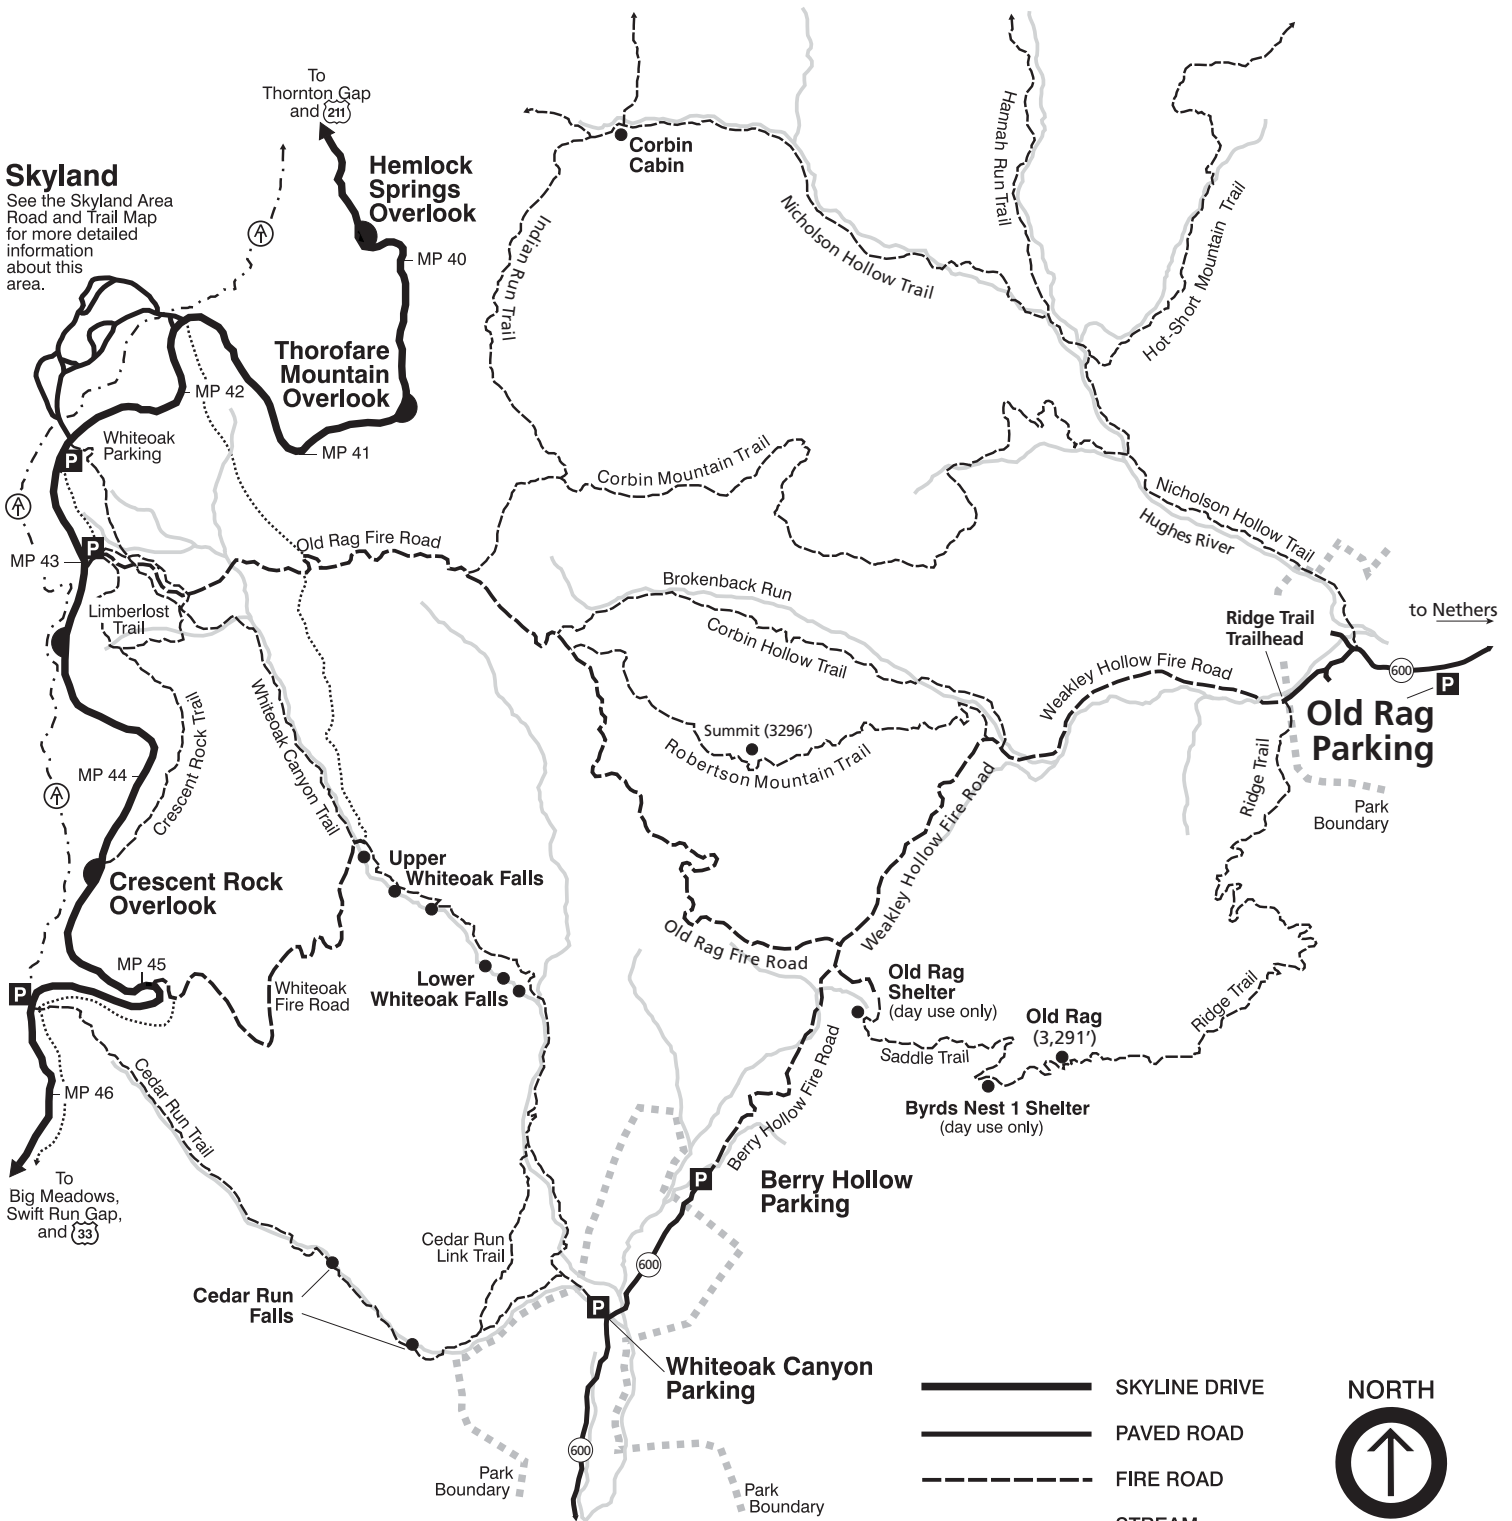 To
Thornton Gap
and 211
Skyland
See the Skyland Area
Road and Trail Map
for more detailed
information
about this
area.
Hemlock
Springs
Overlook
MP 40
Corbin
Cabin
Hannah Run Trail
Hot-Short Mountain Trail
Nicholson Hollow Trail
Indian Run Trail
Thorofare
Mountain
Overlook
MP 42
MP 41
Whiteoak
Parking
P
Corbin Mountain Trail
Nicholson Hollow Trail
Hughes River
Old Rag Fire Road
P
MP 43
Limberlost
Trail
Brokenback Run
Corbin Hollow Trail
Ridge Trail
Trailhead
to Nethers
600
P
Old Rag
Parking
Weakley Hollow Fire Road
Whiteoak Canyon Trail
Crescent Rock Trail
Summit (3296')
Robertson Mountain Trail
MP 44
Ridge Trail
Park
Boundary
Weakley Hollow Fire Road
Upper
Whiteoak Falls
Crescent Rock
Overlook
Old Rag Fire Road
MP 45
P
Whiteoak
Fire Road
Lower
Whiteoak Falls
Old Rag
Shelter
(day use only)
Old Rag
(3,291')
Ridge Trail
Saddle Trail
Byrds Nest 1 Shelter
(day use only)
Berry Hollow Fire Road
MP 46
Cedar Run Trail
To
Big Meadows,
Swift Run Gap,
and 33
P
Berry Hollow
Parking
Cedar Run
Link Trail
600
Cedar Run
Falls
P
Whiteoak Canyon
Parking
600
Park
Boundary
Park
Boundary
SKYLINE DRIVE
PAVED ROAD
FIRE ROAD
NORTH